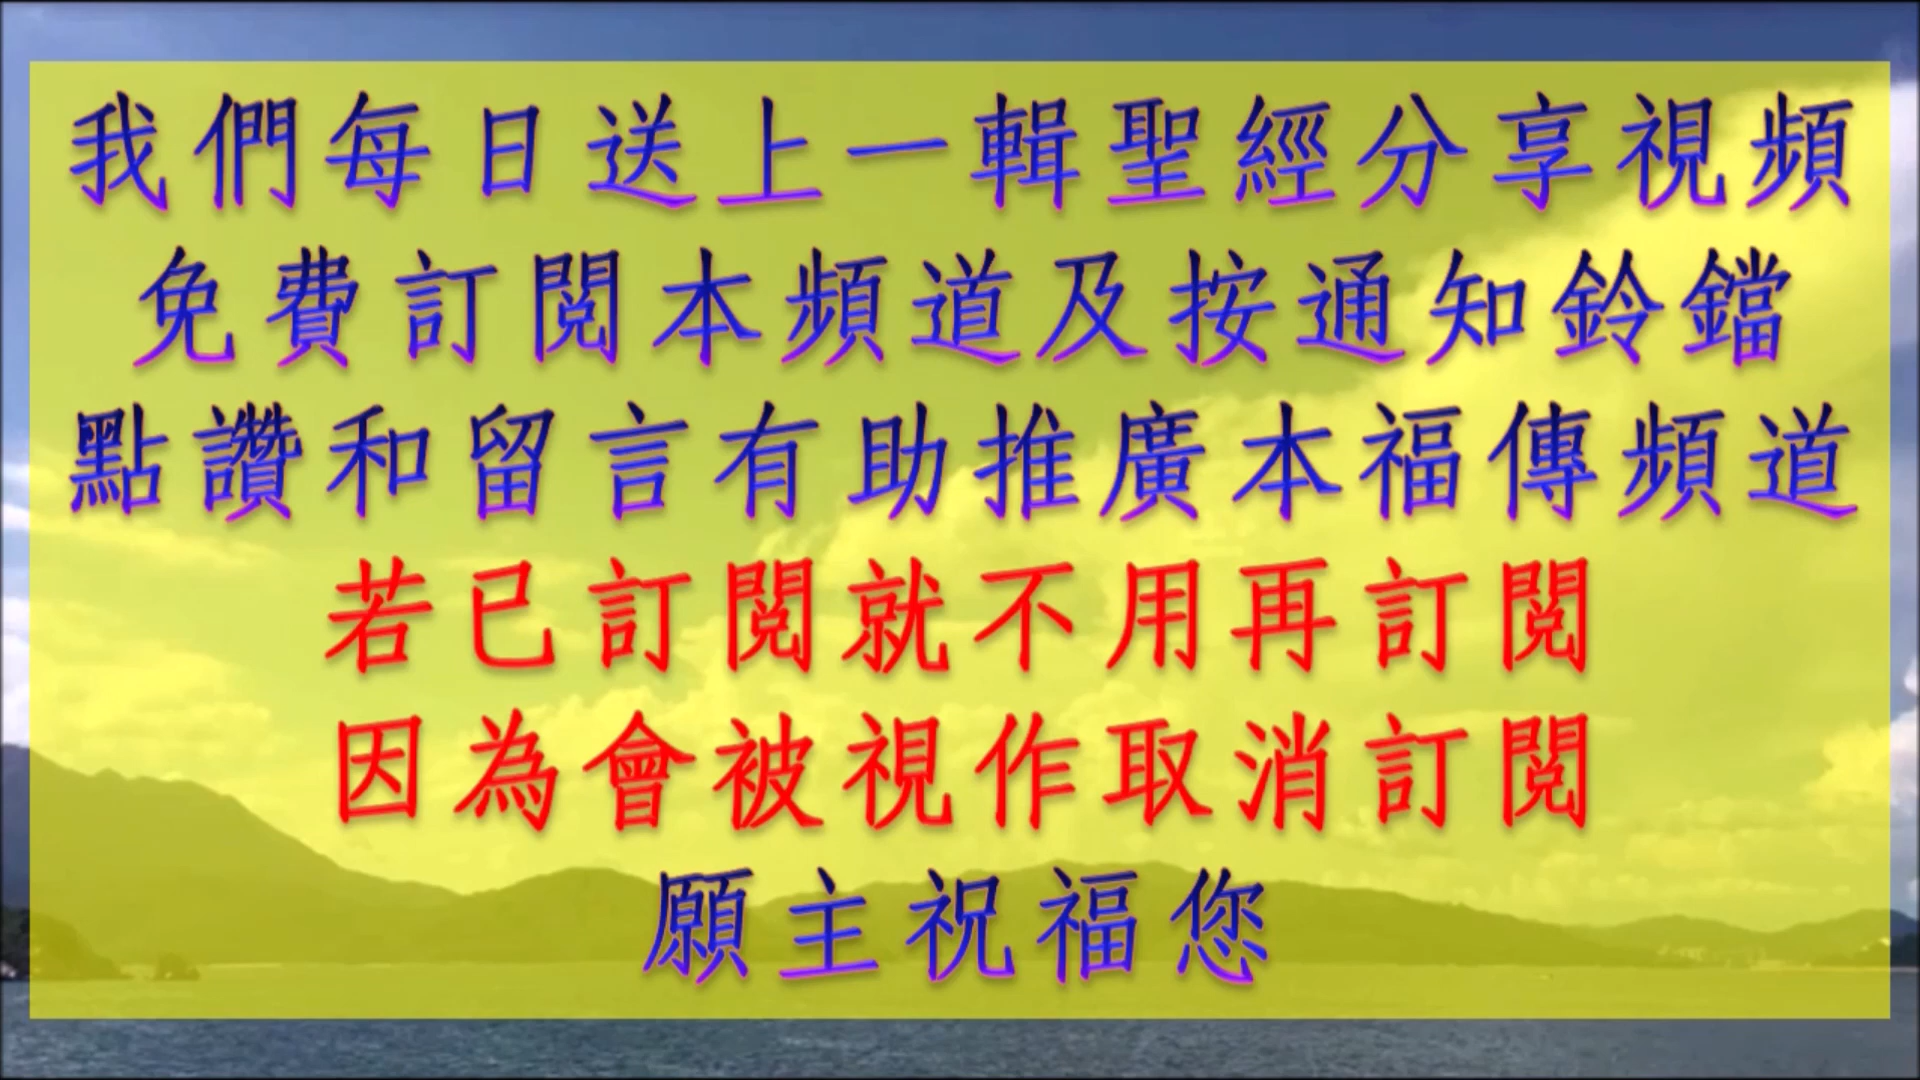 我們每日送上一輯聖經分享視頻
免費訂閱本頻道及按通知鈴鐺
點讚和留言有助推廣本福傳頻道
若已訂閱就不用再訂閱
因為會被視作取消訂閱
願主祝福您